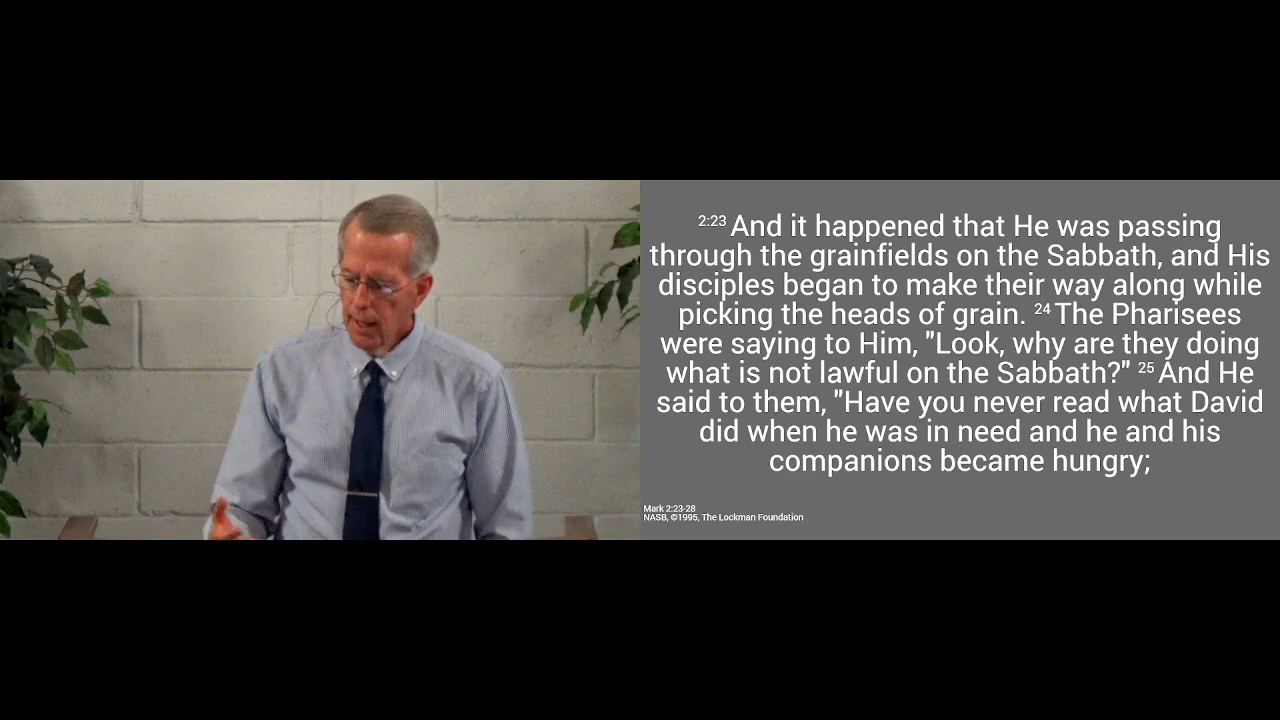 2:23 And it happened that He was passing
through the grainfields on the Sabbath, and His
disciples began to make their way along while
picking the heads of grain. 24 The Pharisees
were saying to Him, "Look, why are they doing
what is not lawful on the Sabbath?" 25 And He
said to them, "Have you never read what David
did when he was in need and he and his
companions became hungry;
Mark 2:23-28
NASB, ©1995, The Lockman Foundation